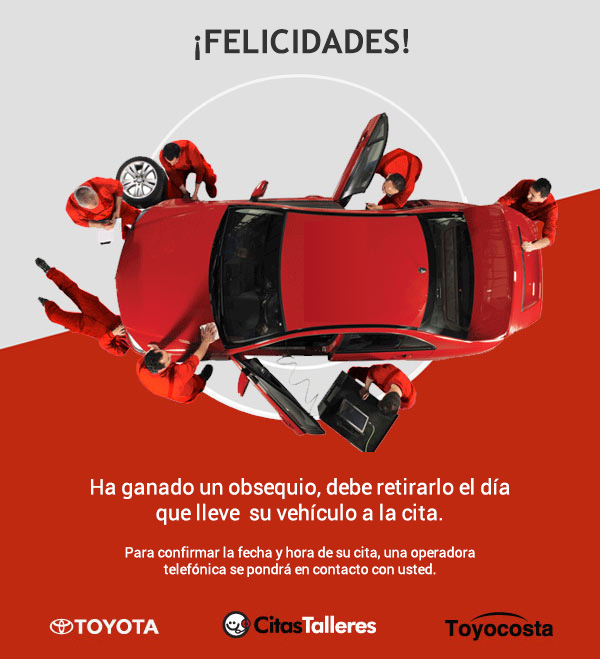 ¡FELICIDADES!
Ha ganado un obsequio, debe retirarlo el día
que lleve su vehículo a la cita.
Para confirmar la fecha y hora de su cita, una operadora
telefónica se pondrá en contacto con usted.
TOYOTA CitasTalleres Toyocosta